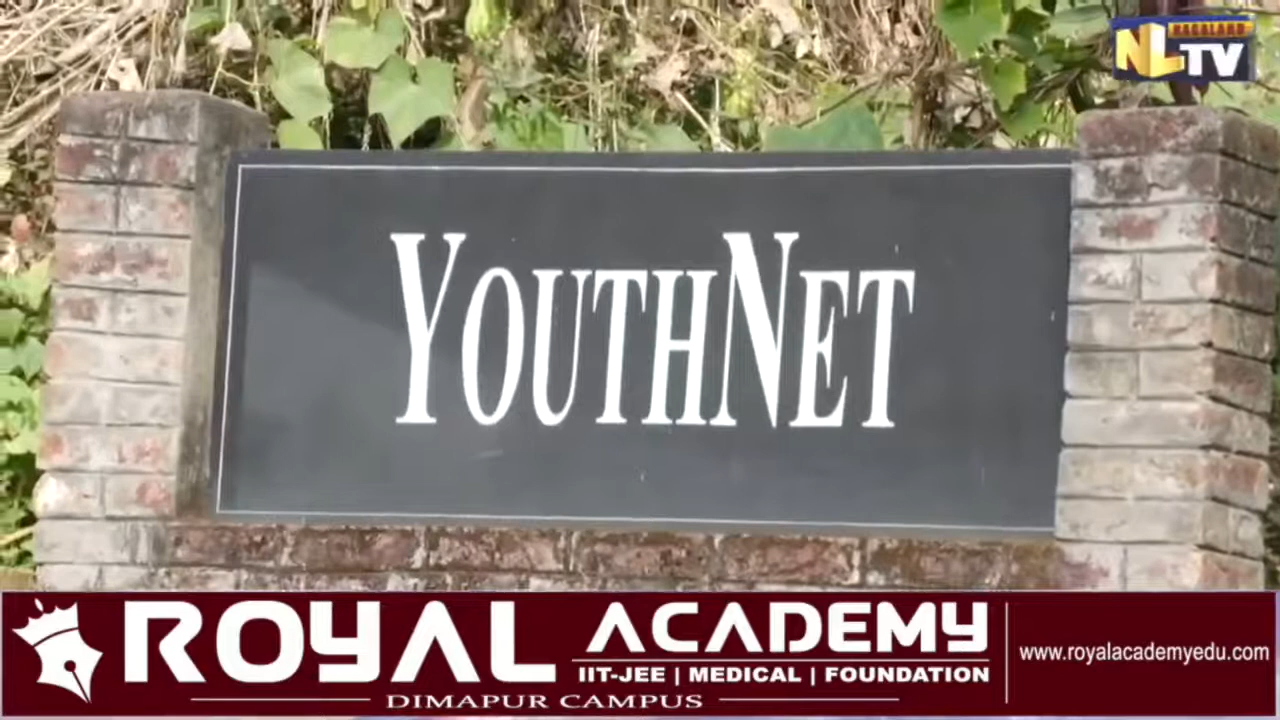 NAGALAND
NLTV
YOUTHNET
ROYAL ACADEMY
IIT-JEE | MEDICAL | FOUNDATION
DIMAPUR CAMPUS
www.royalacademyedu.com